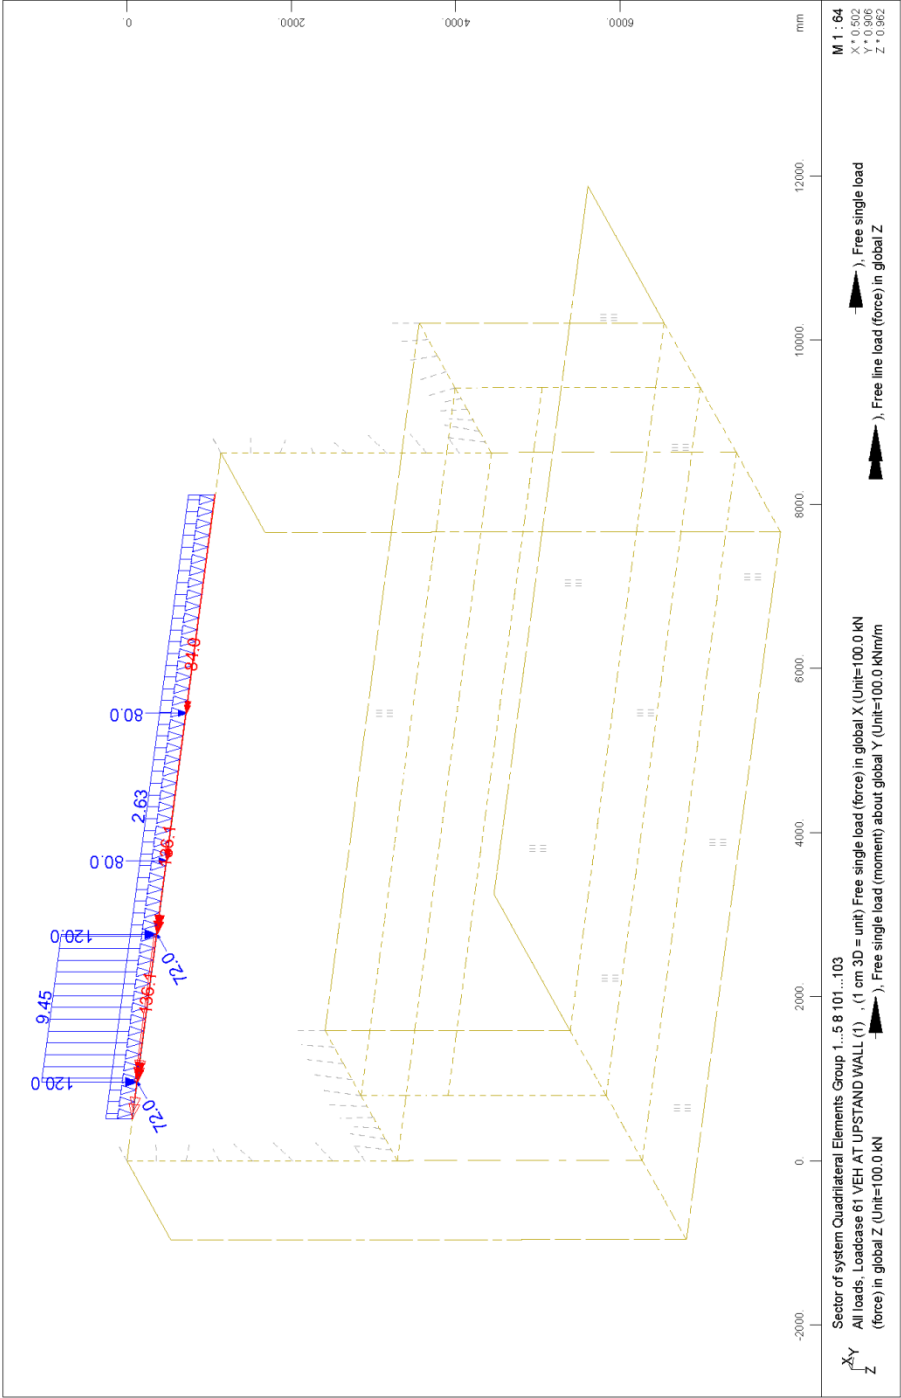 0.
2000.
4000.
6000.
mm
9.45
120.0
120.0
72.0
72.0
136.1
80.0
2.63
80.0
84.0
-2000.
0.
2000.
4000.
6000.
8000.
10000.
12000.
X
Y
Z
Sector of system Quadrilateral Elements Group 1...5 8 101...103
M 1 : 64
All loads, Loadcase 61 VEH AT UPSTAND WALL (1) , (1 cm 3D = unit) Free single load (force) in global X (Unit=100.0 kN
), Free single load
X * 0.502
(force) in global Z (Unit=100.0 kN
), Free single load (moment) about global Y (Unit=100.0 kNm/m
), Free line load (force) in global Z
Y * 0.906
Z * 0.962